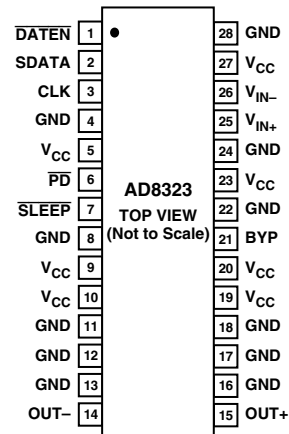 DATEN 1 28 GND
SDATA 2 27 VCC
CLK 3 26 VIN–
GND 4 25 VIN+
VCC 5 24 GND
PD 6 23 VCC
AD8323
SLEEP 7 22 GND
TOP VIEW
(Not to Scale)
GND 8 21 BYP
VCC 9 20 VCC
VCC 10 19 VCC
GND 11 18 GND
GND 12 17 GND
GND 13 16 GND
OUT– 14 15 OUT+